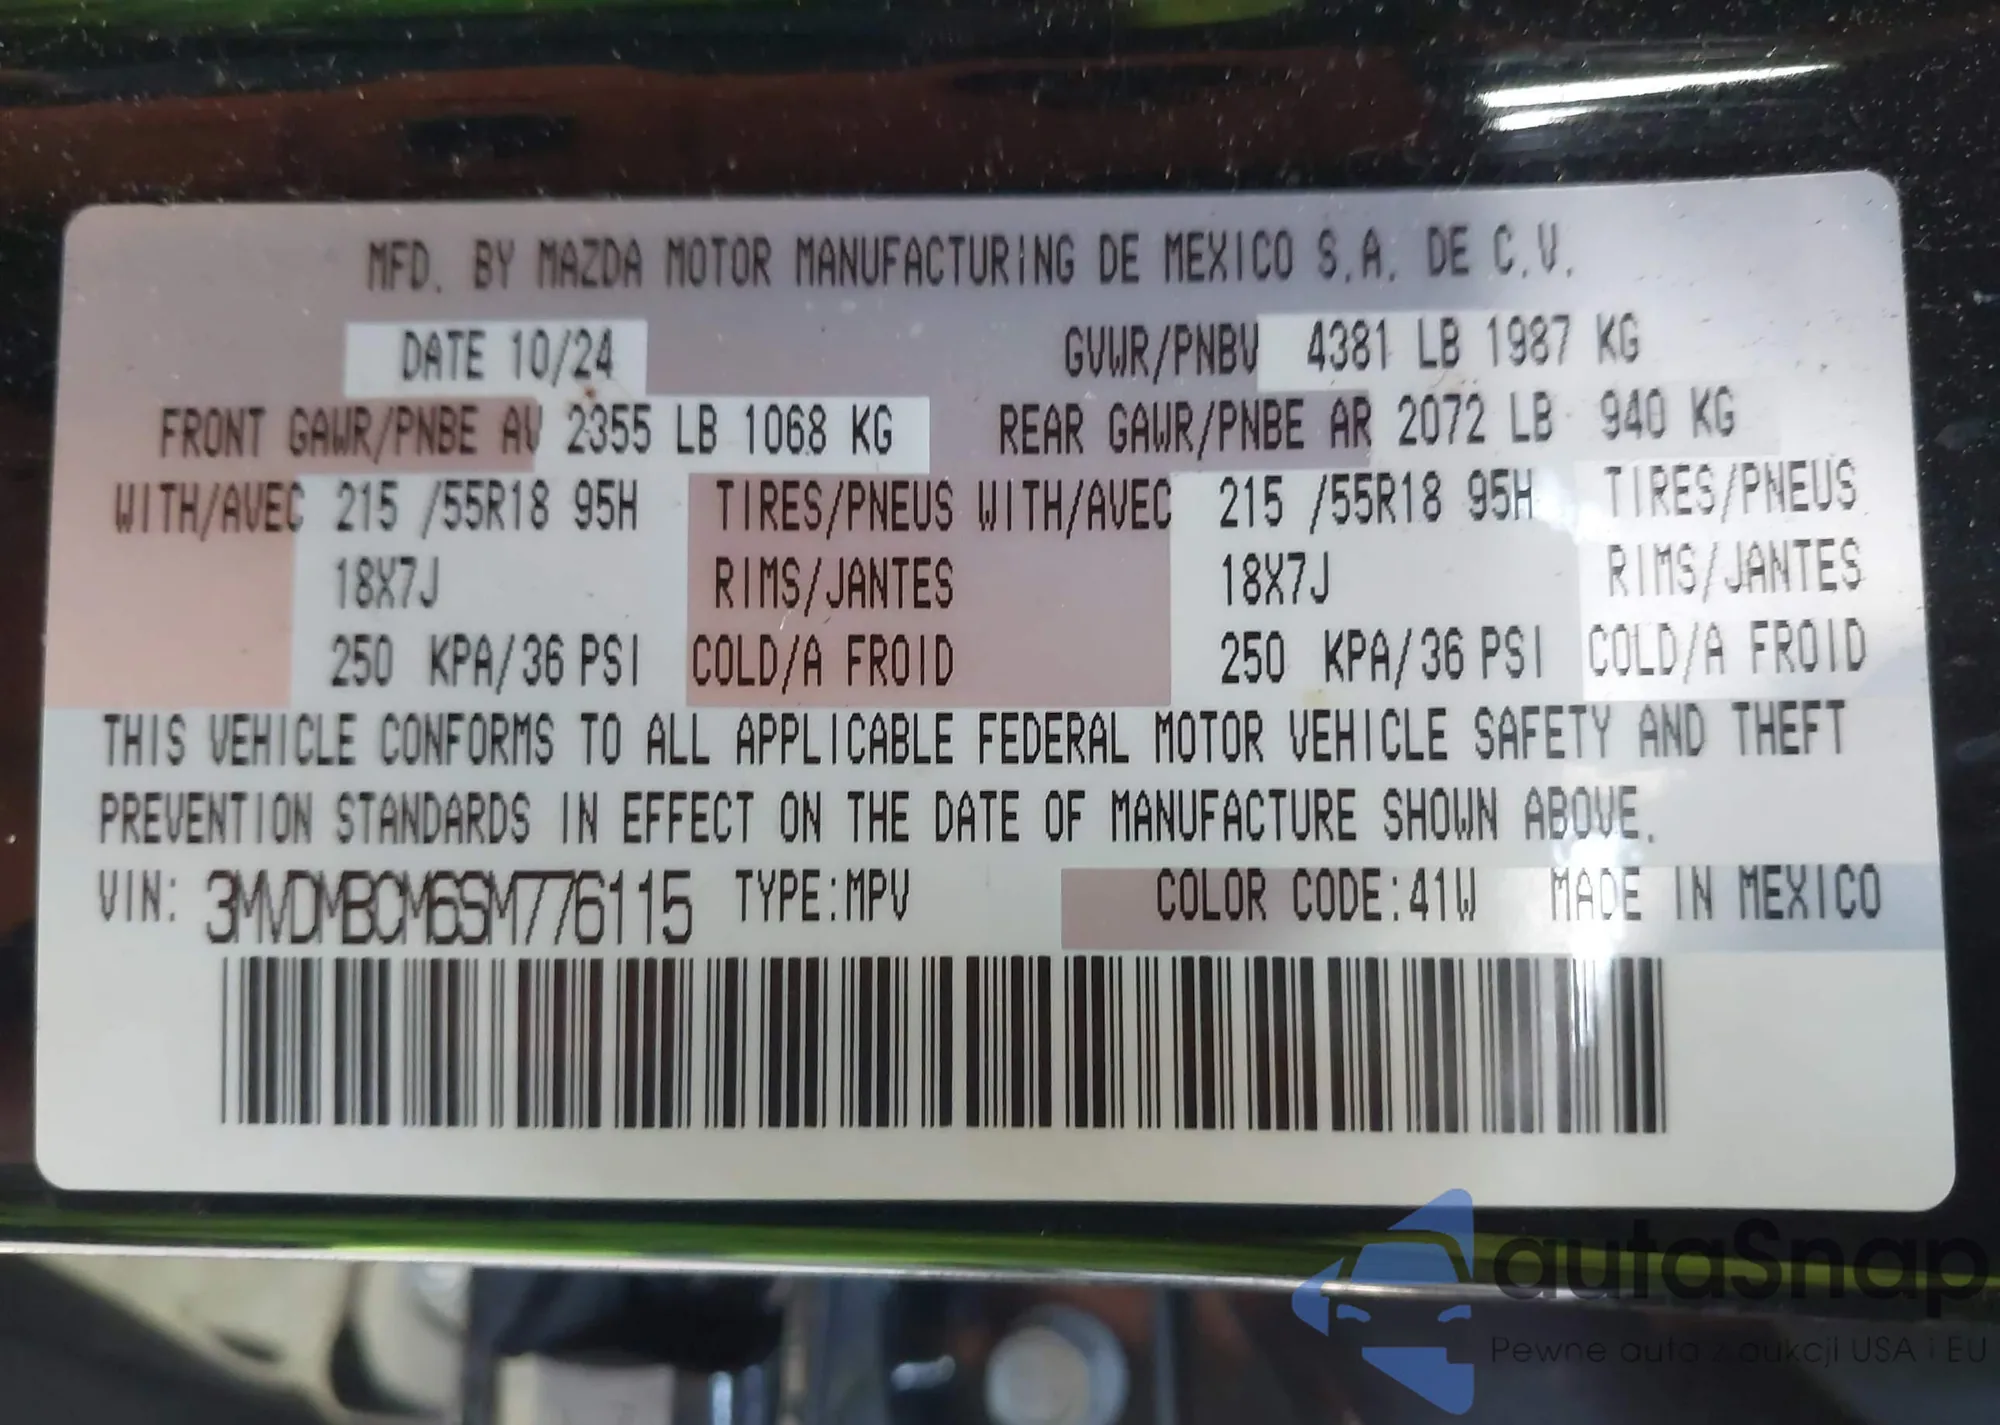 MFD. BY MAZDA MOTOR MANUFACTURING DE MEXICO S.A. DE C.V.
DATE 10/24 GVWR/PNBV 4381 LB 1987 KG
FRONT GAWR/PNBE AV 2355 LB 1068 KG REAR GAWR/PNBE AR 2072 LB 940 KG
WITH/AVEC 215 /55R18 95H TIRES/PNEUS WITH/AVEC 215 /55R18 95H TIRES/PNEUS
18X7J RIMS/JANTES 18X7J RIMS/JANTES
250 KPA/36 PSI COLD/A FROID 250 KPA/36 PSI COLD/A FROID
THIS VEHICLE CONFORMS TO ALL APPLICABLE FEDERAL MOTOR VEHICLE SAFETY AND THEFT
PREVENTION STANDARDS IN EFFECT ON THE DATE OF MANUFACTURE SHOWN ABOVE.
VIN: 3MVDMBCM6SM776115 TYPE:MPV COLOR CODE:41W MADE IN MEXICO
autaSnap
Pewne auta z aukcji USA i EU